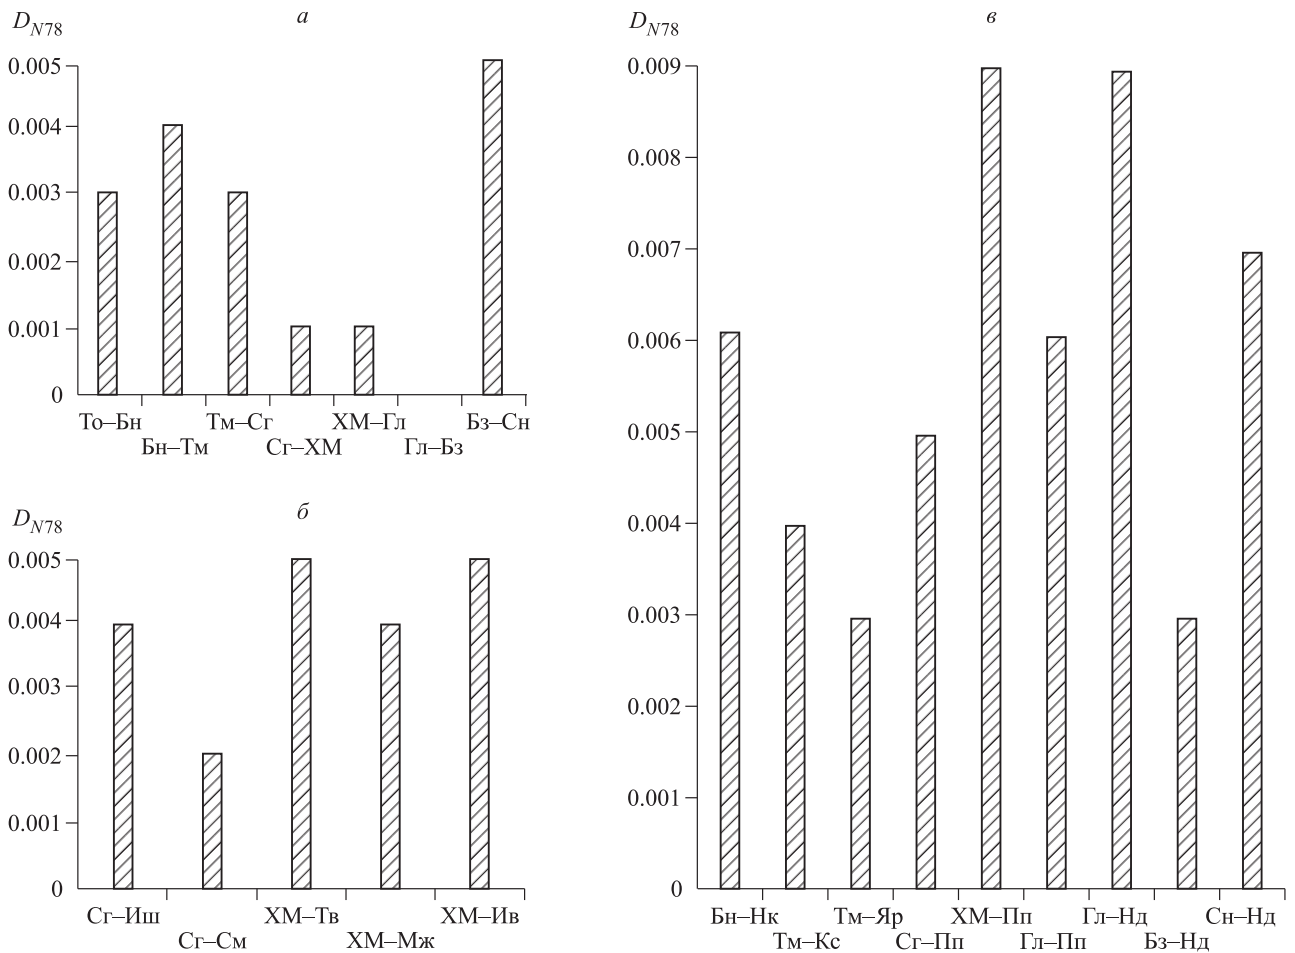 D_N78 а
0.005
0.004
0.003
0.002
0.001
0
То–Бн Тм–Сг ХМ–Гл Бз–Сн
Бн–Тм Сг–ХМ Гл–Бз
D_N78 б
0.005
0.004
0.003
0.002
0.001
0
Сг–Иш ХМ–Тв ХМ–Ив
Сг–См ХМ–Мж
D_N78 в
0.009
0.008
0.007
0.006
0.005
0.004
0.003
0.002
0.001
0
Бн–Нк Тм–Яр ХМ–Пп Гл–Нд Сн–Нд
Тм–Кс Сг–Пп Гл–Пп Бз–Нд